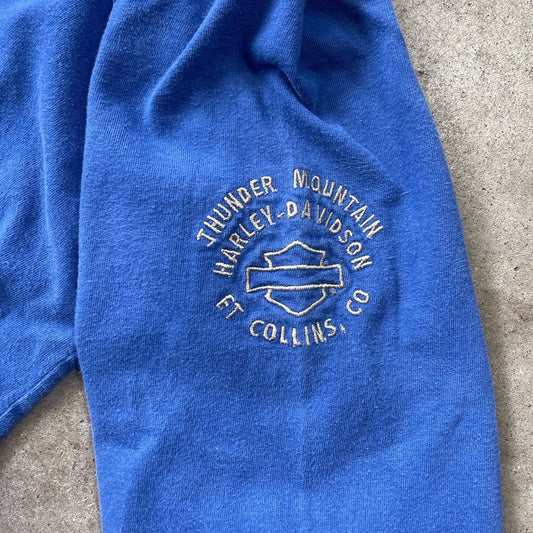 THUNDER MOUNTAIN
HARLEY-DAVIDSON
FT COLLINS, CO
®